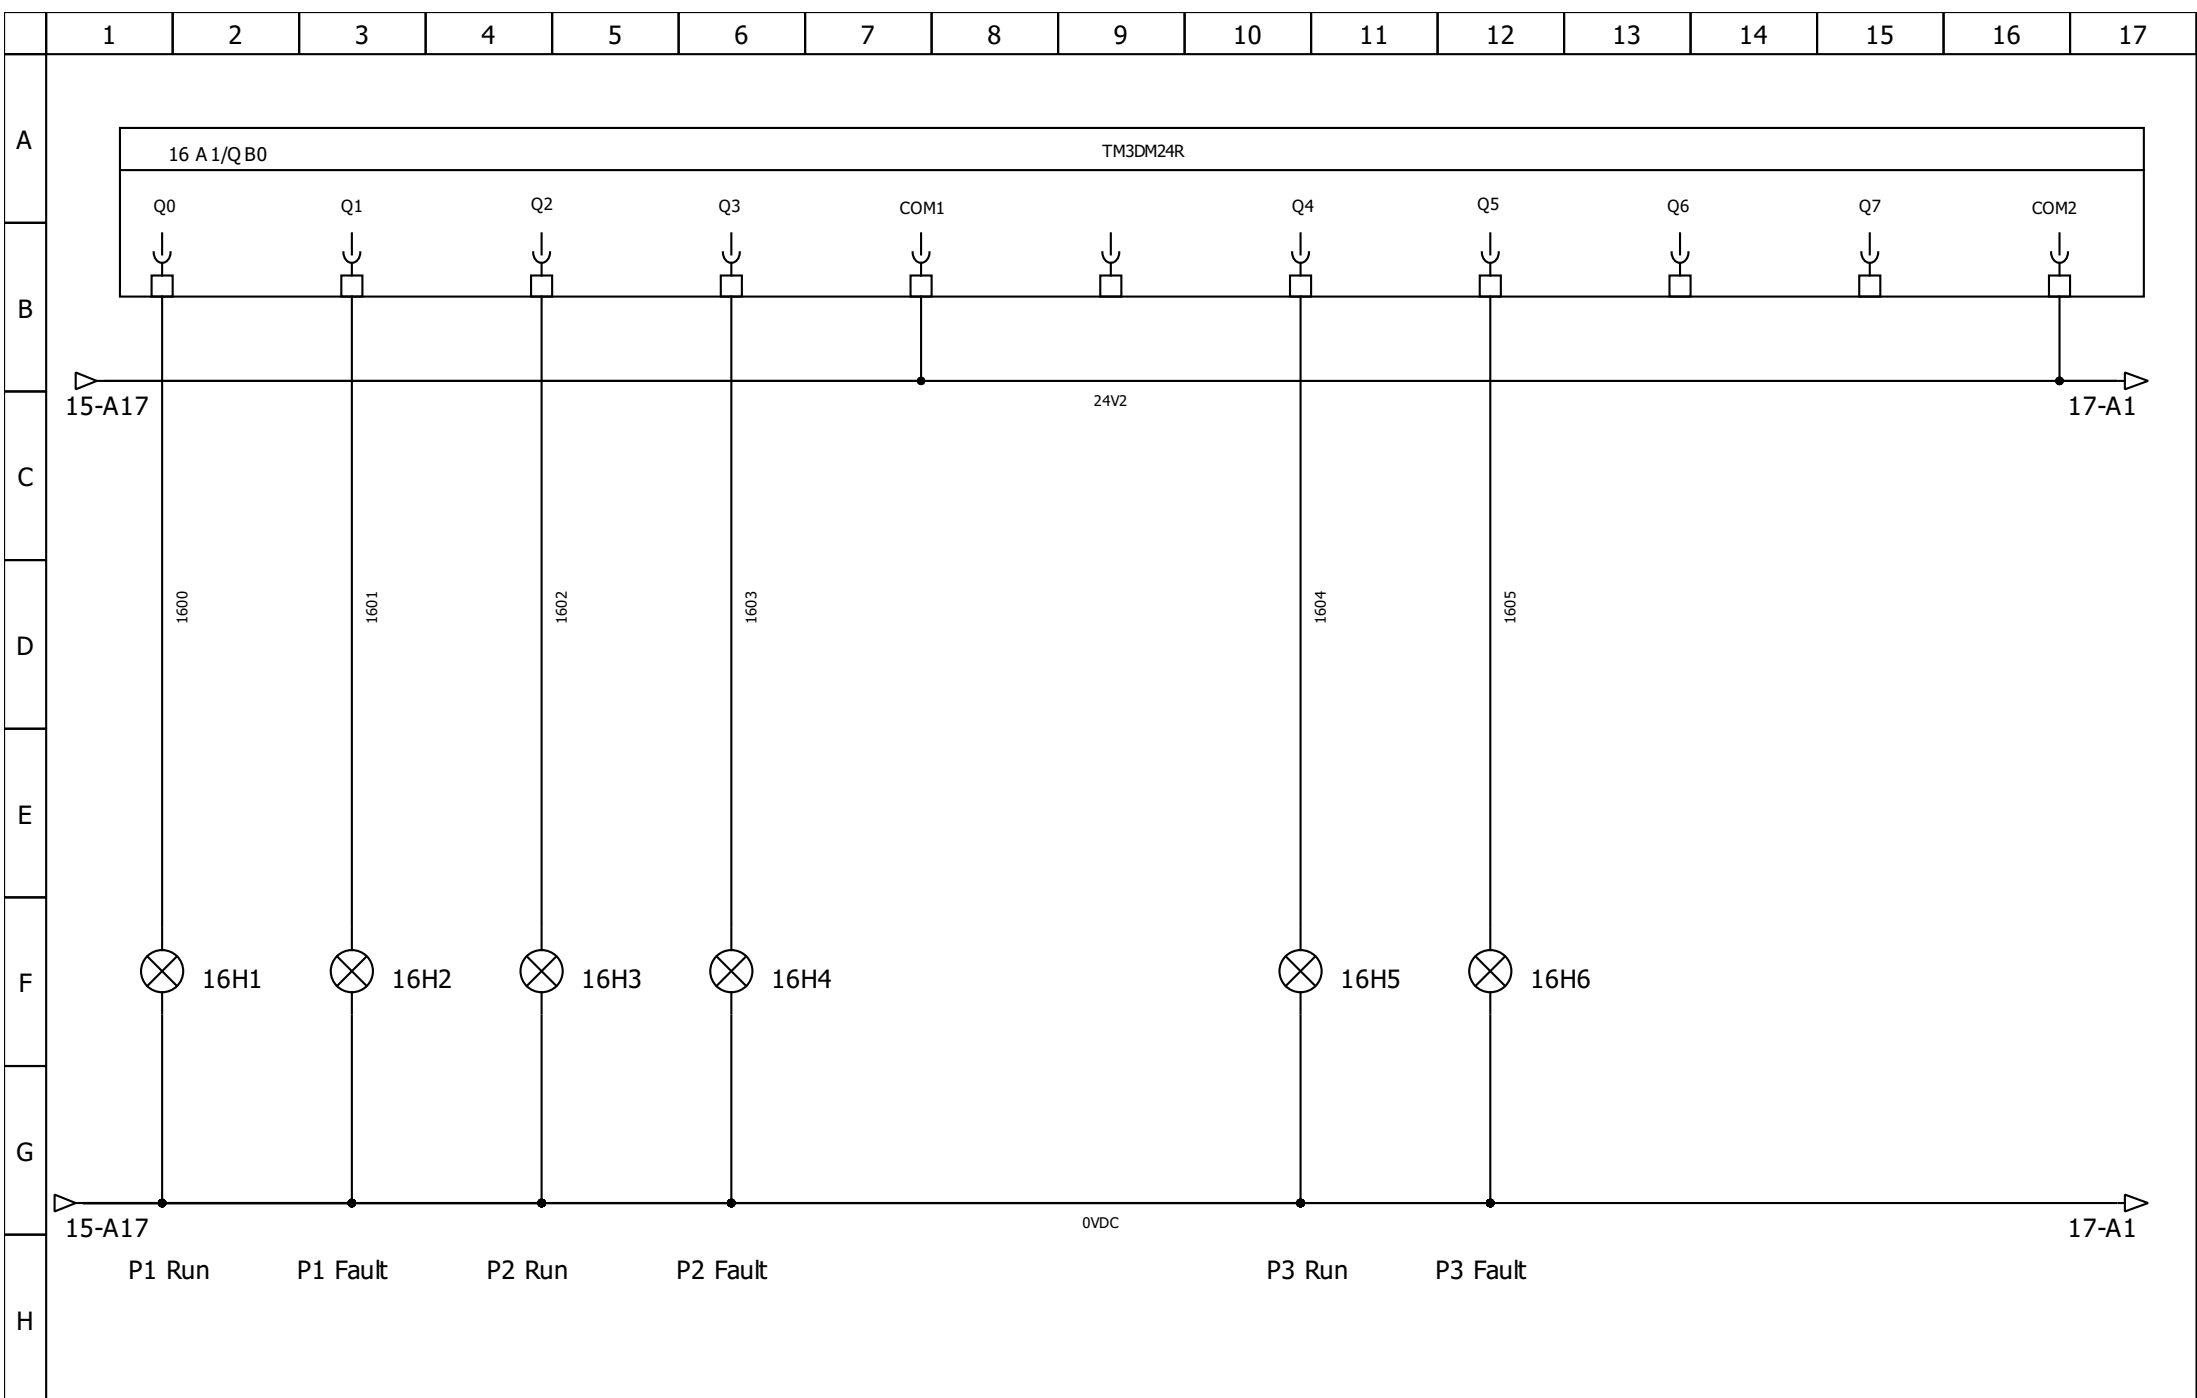 1 2 3 4 5 6 7 8 9 10 11 12 13 14 15 16 17
A
16 A1/QB0 TM3DM24R
Q0 Q1 Q2 Q3 COM1 Q4 Q5 Q6 Q7 COM2
B
15-A17 24V2 17-A1
C
1600 1601 1602 1603 1604 1605
D
E
F 16H1 16H2 16H3 16H4 16H5 16H6
G
15-A17 0VDC 17-A1
P1 Run P1 Fault P2 Run P2 Fault P3 Run P3 Fault
H